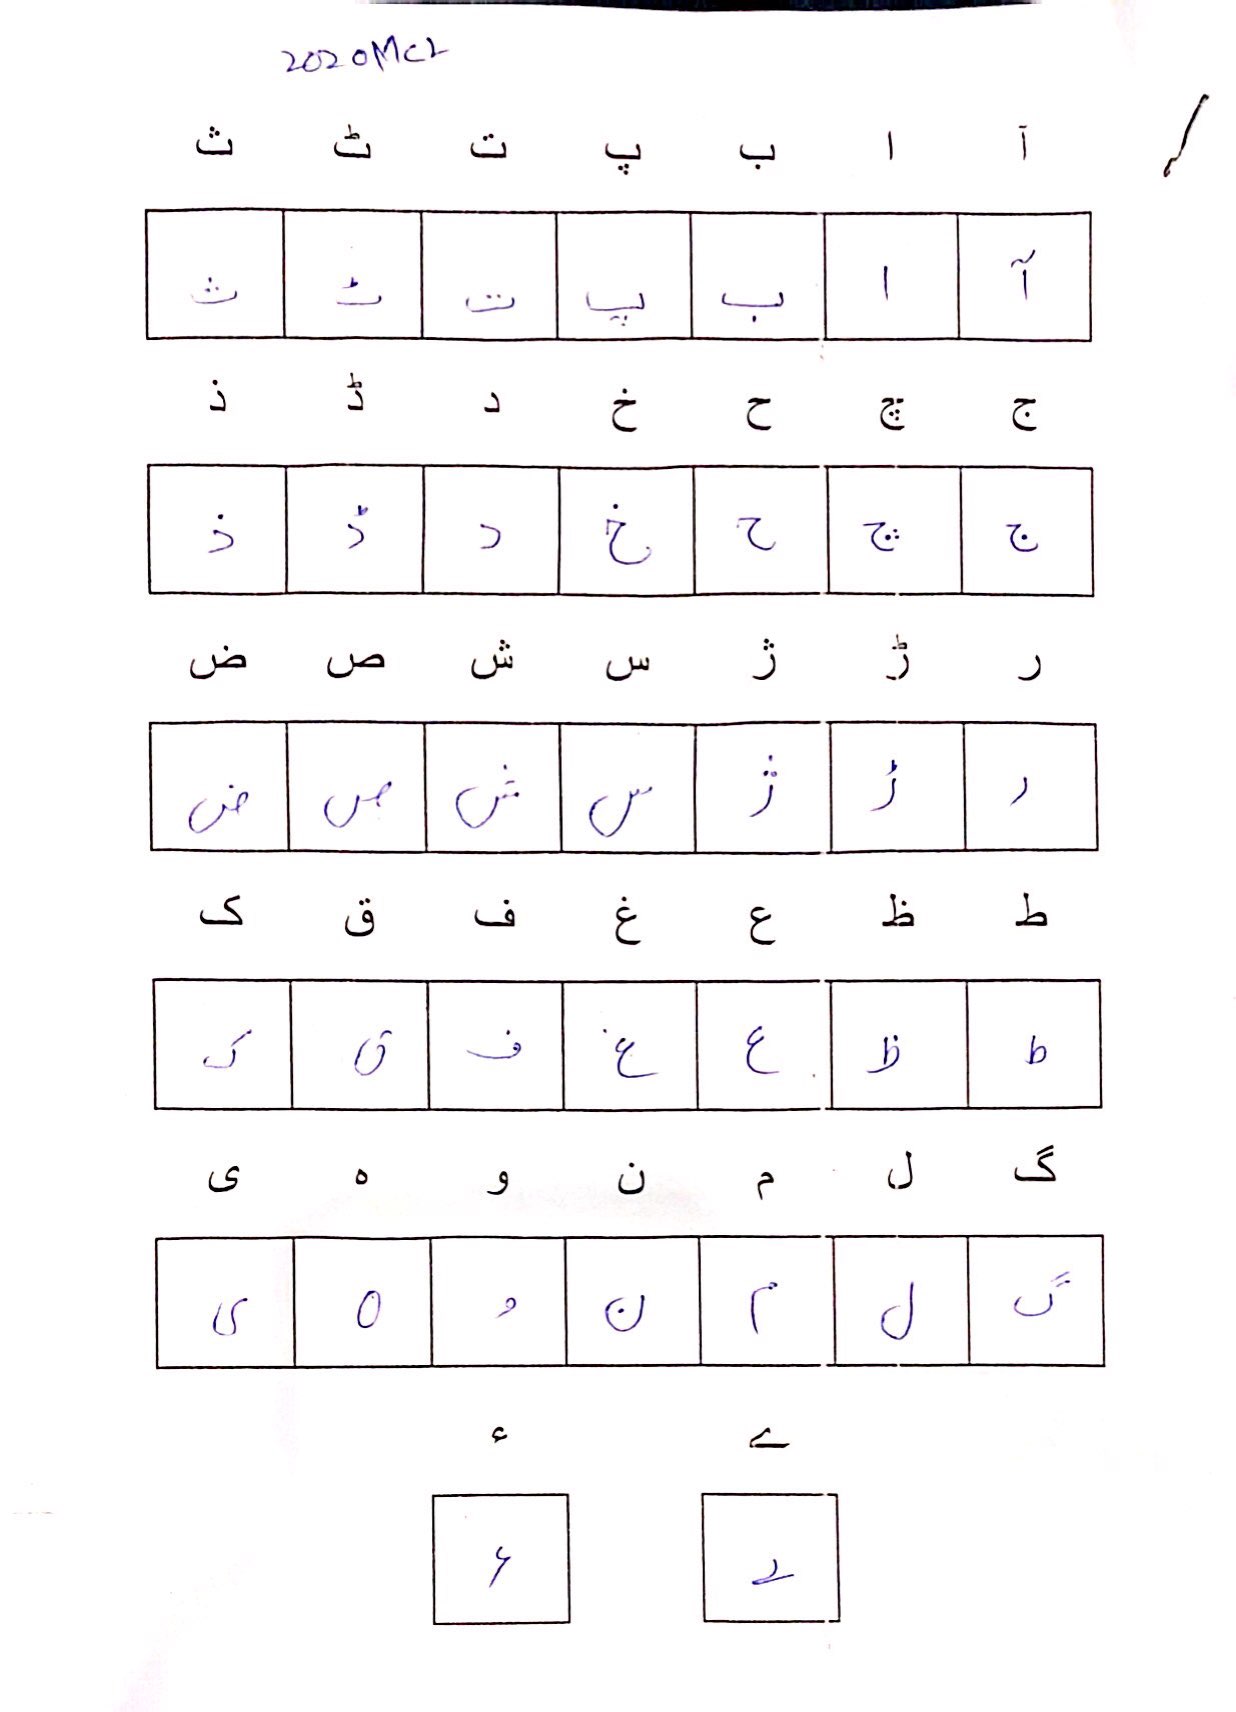 2020MC2
آ ا ب پ ت ٹ ث
آ ا ب پ ت ٹ ث
ج چ ح خ د ڈ ذ
ج چ ح خ د ڈ ذ
ر ڑ ژ س ش ص ض
ر ڑ ژ س ش ص ض
ط ظ ع غ ف ق ک
ط ظ ع غ ف ق ک
گ ل م ن و ہ ی
گ ل م ن و ہ ی
ے ء
ے ء